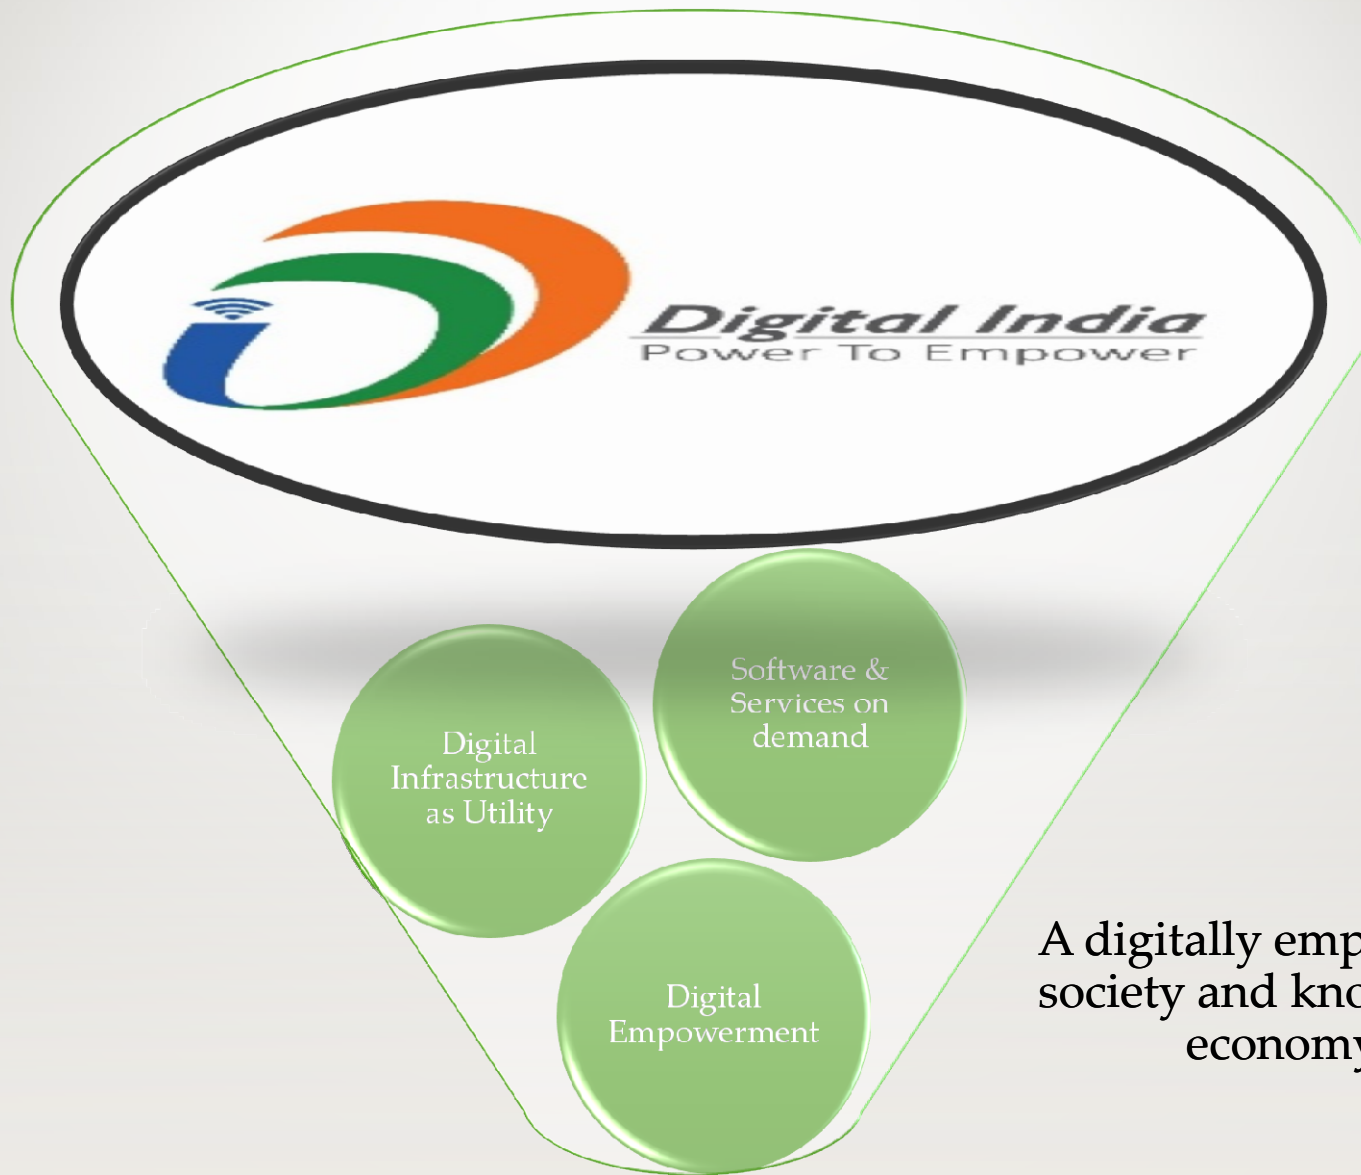 Digital India
Power To Empower
Software &
Services on
demand
Digital
Infrastructure
as Utility
Digital
Empowerment
A digitally emp
society and kno
economy